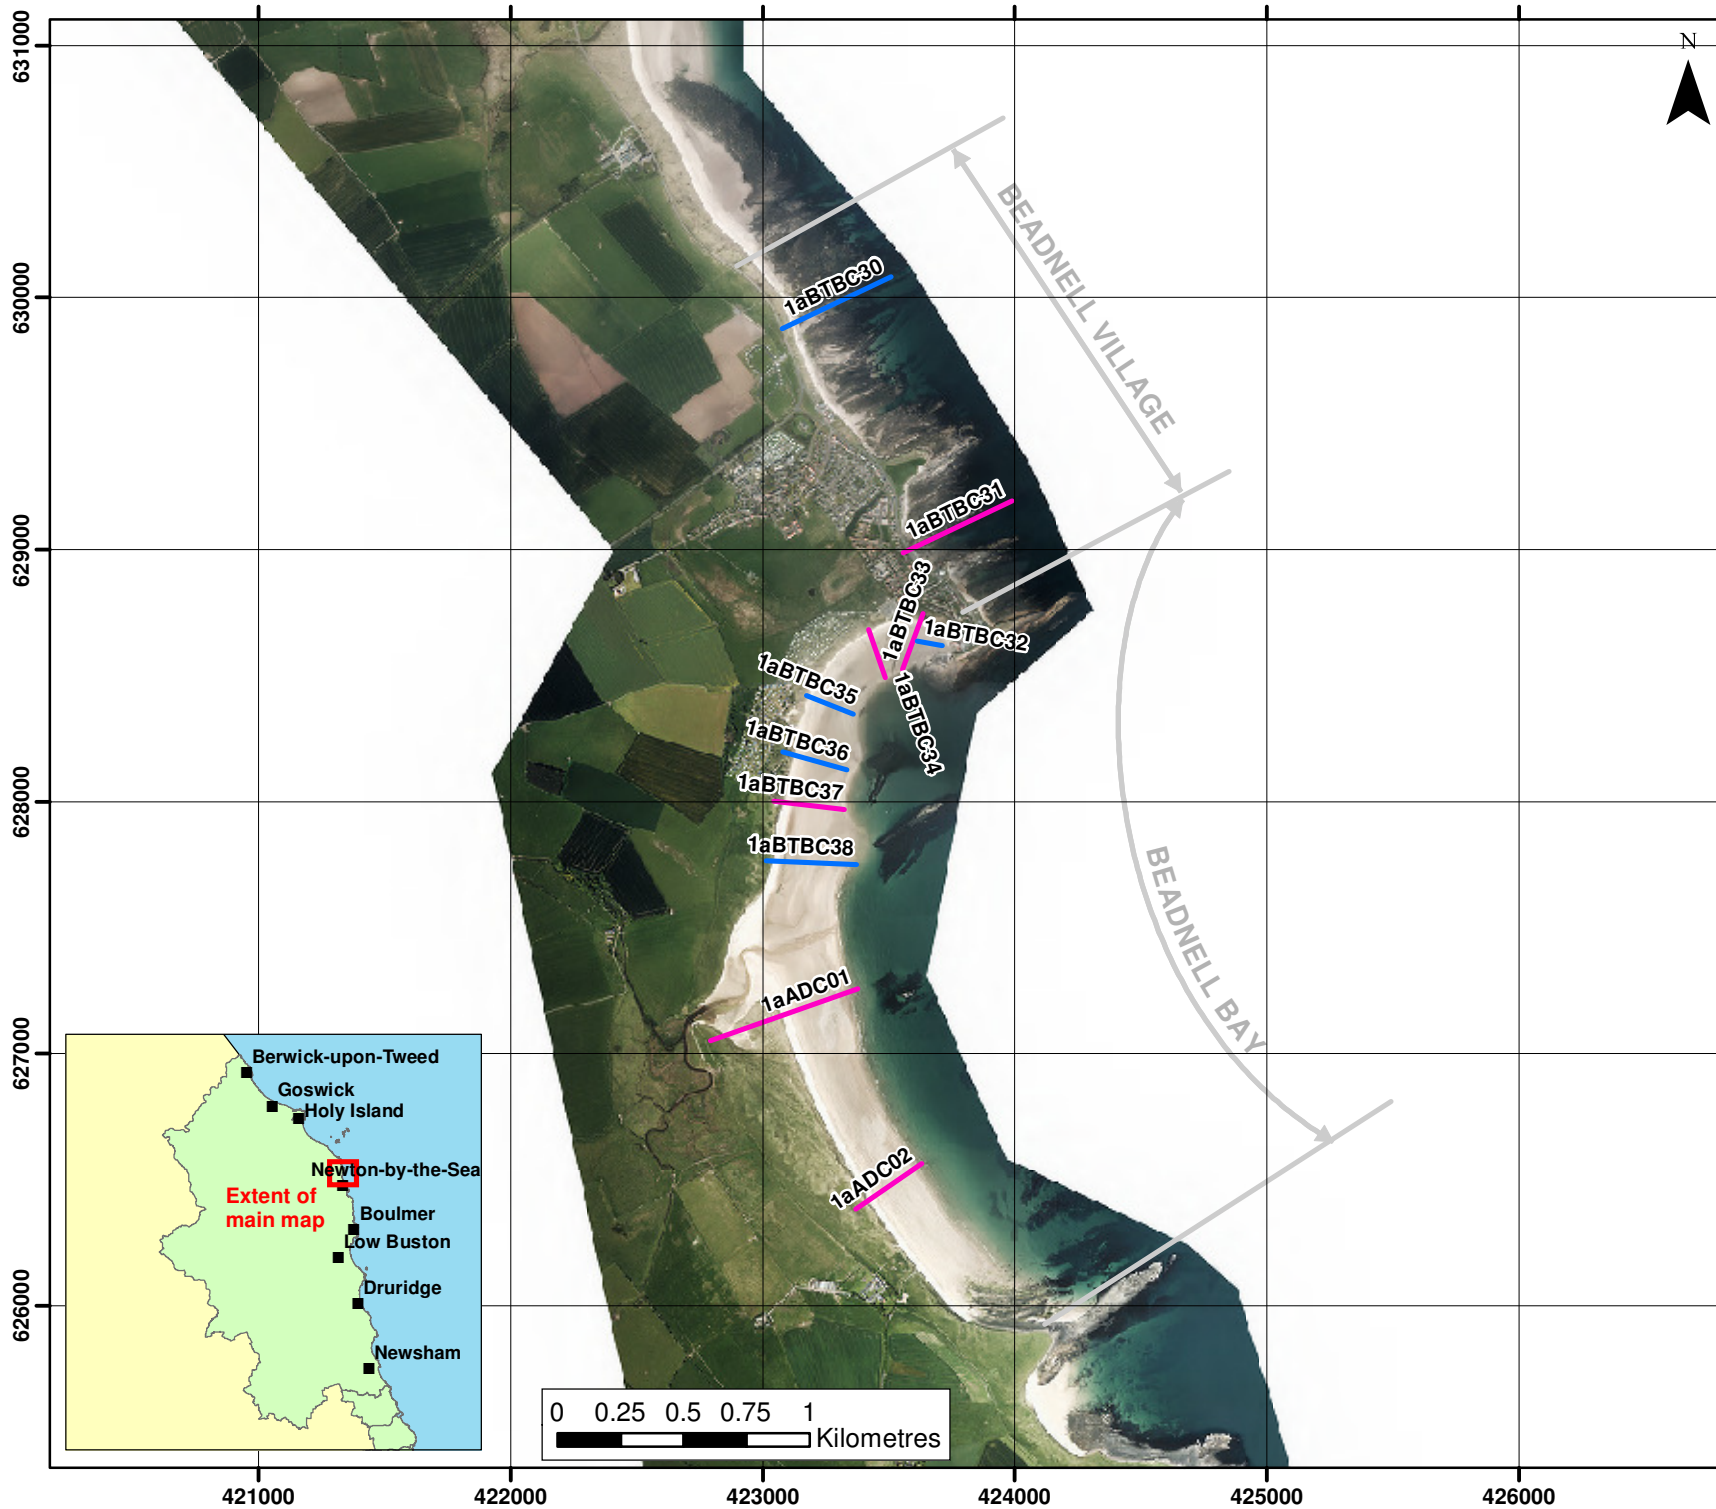 N
631000
630000
629000
628000
627000
626000
BEADNELL VILLAGE
1aBTBC30
1aBTBC31
1aBTBC33
1aBTBC32
1aBTBC35
1aBTBC34
1aBTBC36
1aBTBC37
1aBTBC38
BEADNELL BAY
1aADC01
1aADC02
Berwick-upon-Tweed
Goswick
Holy Island
Newton-by-the-Sea
Extent of
main map
Boulmer
Low Buston
Druridge
Newsham
0 0.25 0.5 0.75 1
Kilometres
421000 422000 423000 424000 425000 426000